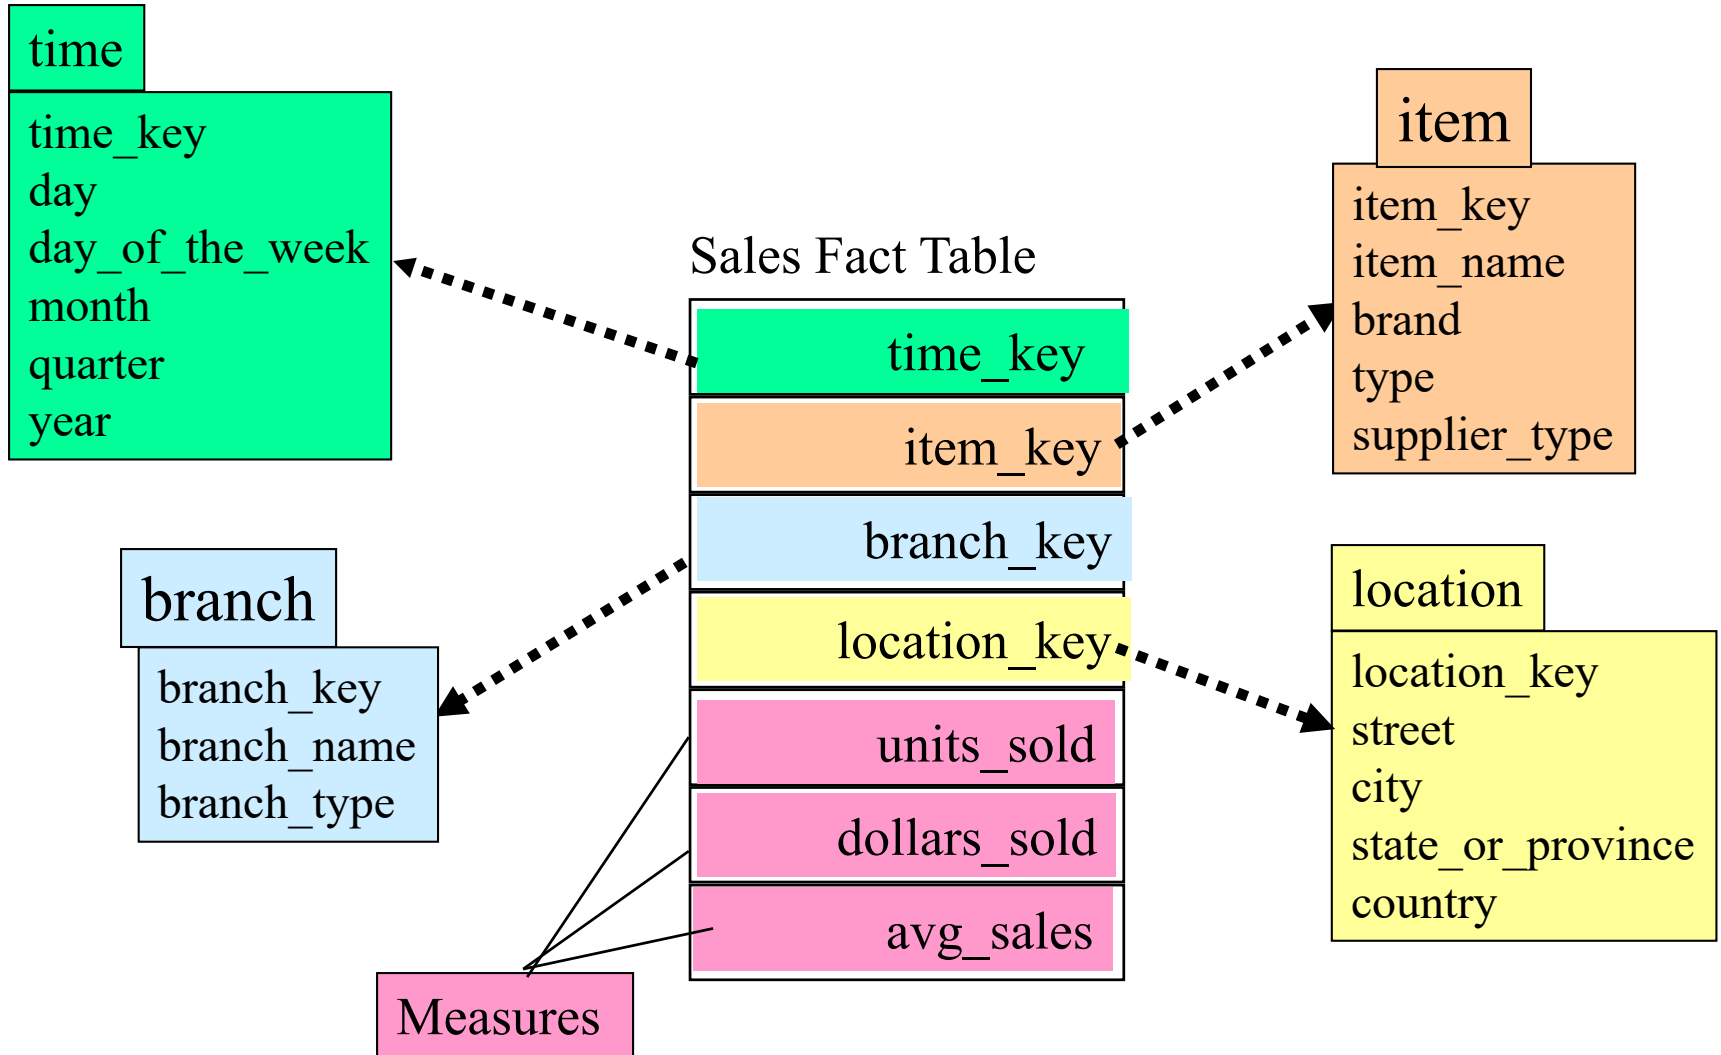 time
time_key
day
day_of_the_week
month
quarter
year
item
item_key
item_name
brand
type
supplier_type
Sales Fact Table
time_key
item_key
branch_key
location_key
units_sold
dollars_sold
avg_sales
branch
branch_key
branch_name
branch_type
location
location_key
street
city
state_or_province
country
Measures